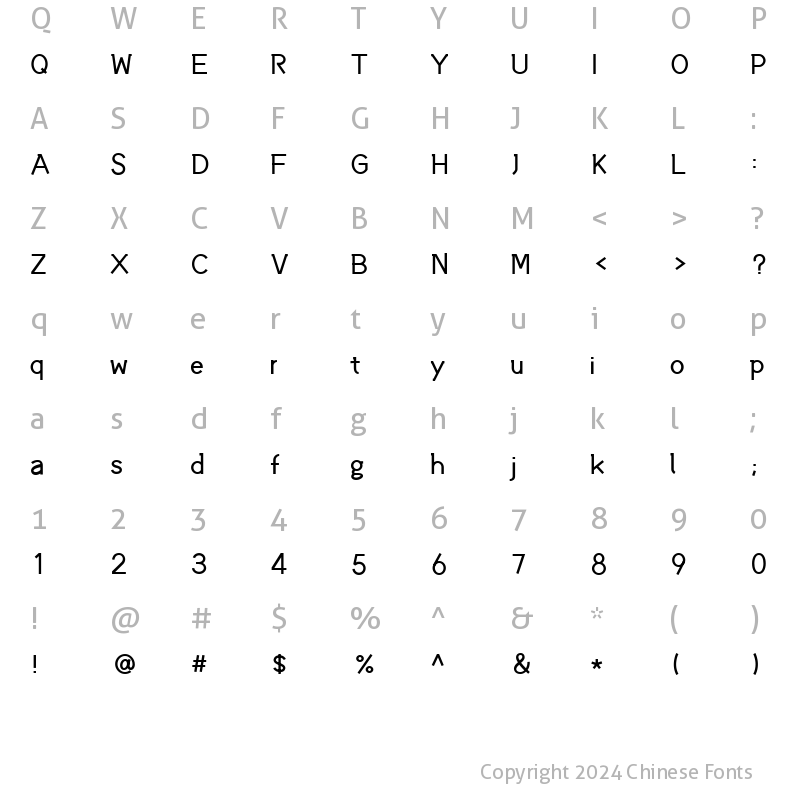 Q W E R T Y U I O P
Q W E R T Y U I O P
A S D F G H J K L :
A S D F G H J K L :
Z X C V B N M < > ?
Z X C V B N M < > ?
q w e r t y u i o p
q w e r t y u i o p
a s d f g h j k l ;
a s d f g h j k l ;
1 2 3 4 5 6 7 8 9 0
1 2 3 4 5 6 7 8 9 0
! @ # $ % ^ & * ( )
! @ # $ % ^ & * ( )
Copyright 2024 Chinese Fonts